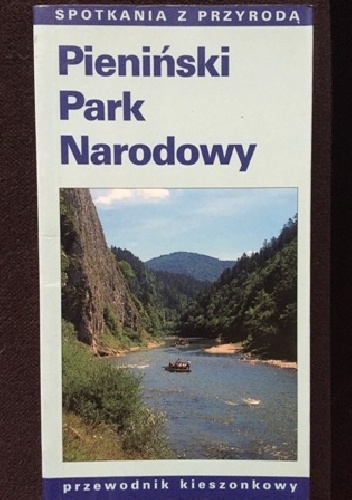 SPOTKANIA Z PRZYRODĄ
Pieniński
Park
Narodowy
przewodnik kieszonkowy